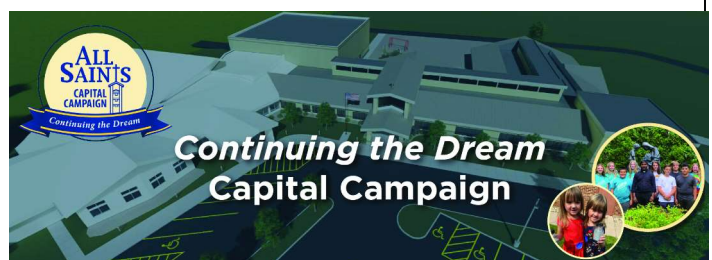 ALL
SAINTS
CAPITAL
CAMPAIGN
Continuing the Dream
Continuing the Dream
Capital Campaign